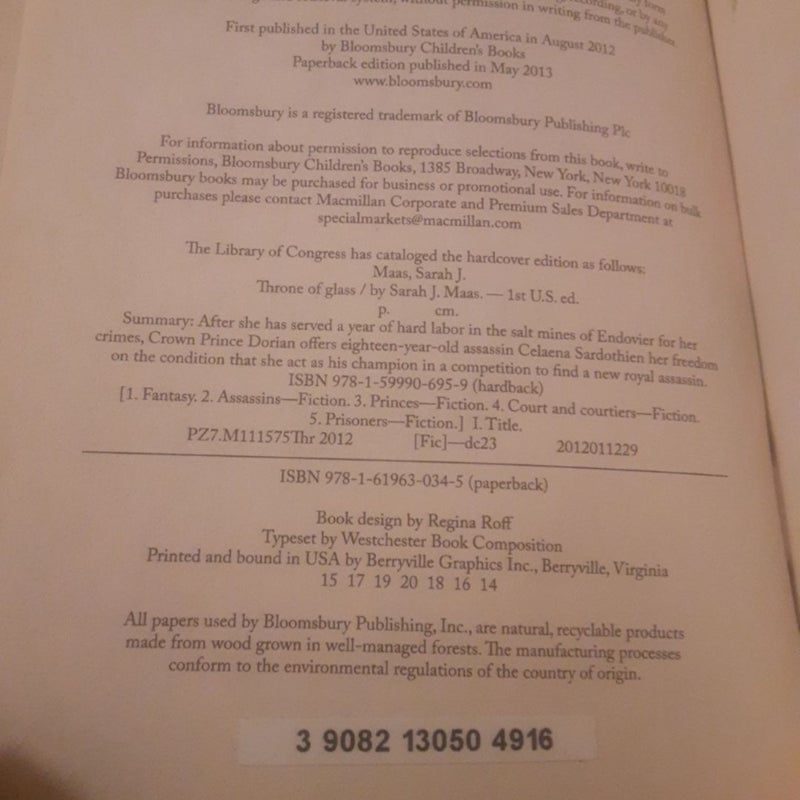 recording, or by any
system, without permission in writing from the publisher.
First published in the United States of America in August 2012
by Bloomsbury Children's Books
Paperback edition published in May 2013
www.bloomsbury.com
Bloomsbury is a registered trademark of Bloomsbury Publishing Plc
For information about permission to reproduce selections from this book, write to
Permissions, Bloomsbury Children's Books, 1385 Broadway, New York, New York 10018
Bloomsbury books may be purchased for business or promotional use. For information on bulk
purchases please contact Macmillan Corporate and Premium Sales Department at
specialmarkets@macmillan.com
The Library of Congress has cataloged the hardcover edition as follows:
Maas, Sarah J.
Throne of glass / by Sarah J. Maas. — 1st U.S. ed.
p. cm.
Summary: After she has served a year of hard labor in the salt mines of Endovier for her
crimes, Crown Prince Dorian offers eighteen-year-old assassin Celaena Sardothien her freedom
on the condition that she act as his champion in a competition to find a new royal assassin.
ISBN 978-1-59990-695-9 (hardback)
[1. Fantasy. 2. Assassins—Fiction. 3. Princes—Fiction. 4. Court and courtiers—Fiction.
5. Prisoners—Fiction.] I. Title.
PZ7.M111575Thr 2012 [Fic]—dc23 2012011229
ISBN 978-1-61963-034-5 (paperback)
Book design by Regina Roff
Typeset by Westchester Book Composition
Printed and bound in USA by Berryville Graphics Inc., Berryville, Virginia
15 17 19 20 18 16 14
All papers used by Bloomsbury Publishing, Inc., are natural, recyclable products
made from wood grown in well-managed forests. The manufacturing processes
conform to the environmental regulations of the country of origin.
3 9082 13050 4916